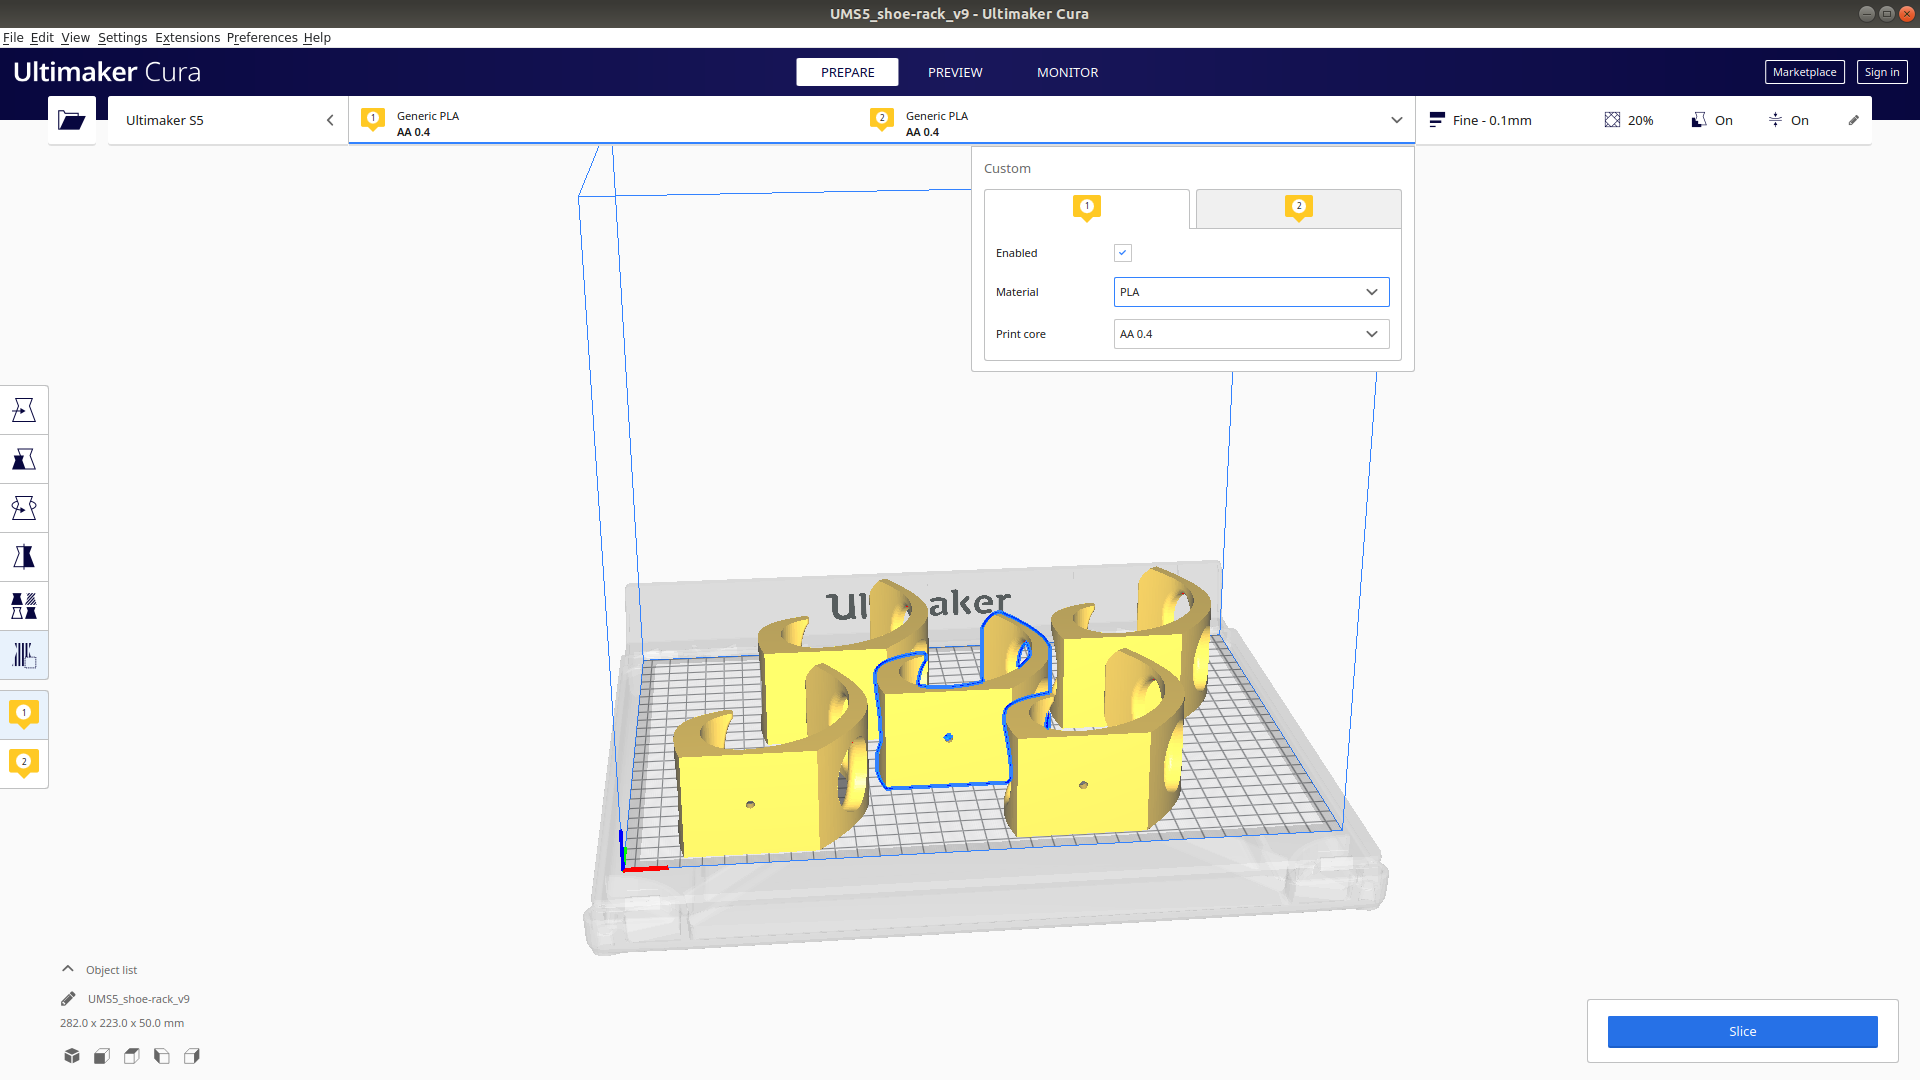 UMS5_shoe-rack_v9 - Ultimaker Cura
File Edit View Settings Extensions Preferences Help
Ultimaker Cura
PREPARE
PREVIEW
MONITOR
Marketplace
Sign in
Ultimaker S5
1
Generic PLA
AA 0.4
2
Generic PLA
AA 0.4
Fine - 0.1mm
20%
On
On
Custom
1
2
Enabled
Material
PLA
Print core
AA 0.4
1
2
Object list
UMS5_shoe-rack_v9
282.0 x 223.0 x 50.0 mm
Slice